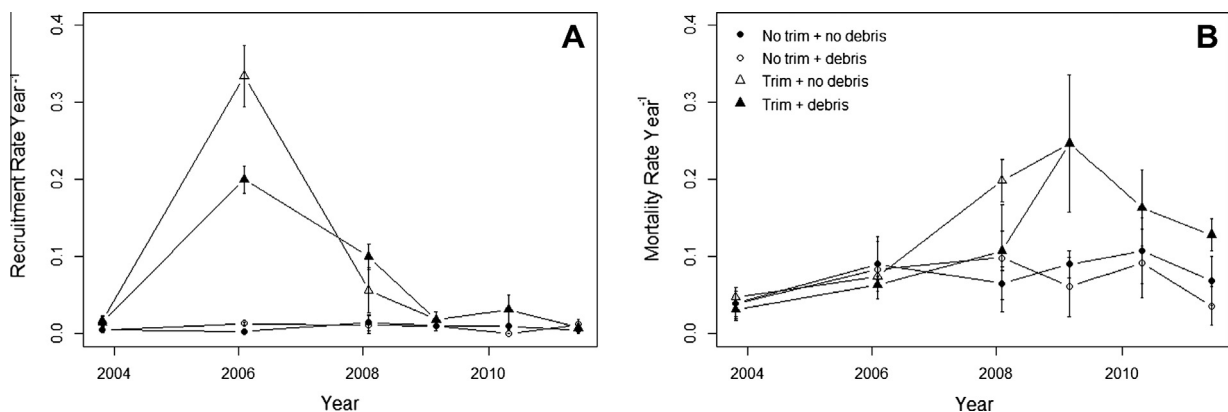 A
Recruitment Rate Year-1
0.4
0.3
0.2
0.1
0.0
2004 2006 2008 2010
Year
B
No trim + no debris
No trim + debris
Trim + no debris
Trim + debris
Mortality Rate Year-1
0.4
0.3
0.2
0.1
0.0
2004 2006 2008 2010
Year